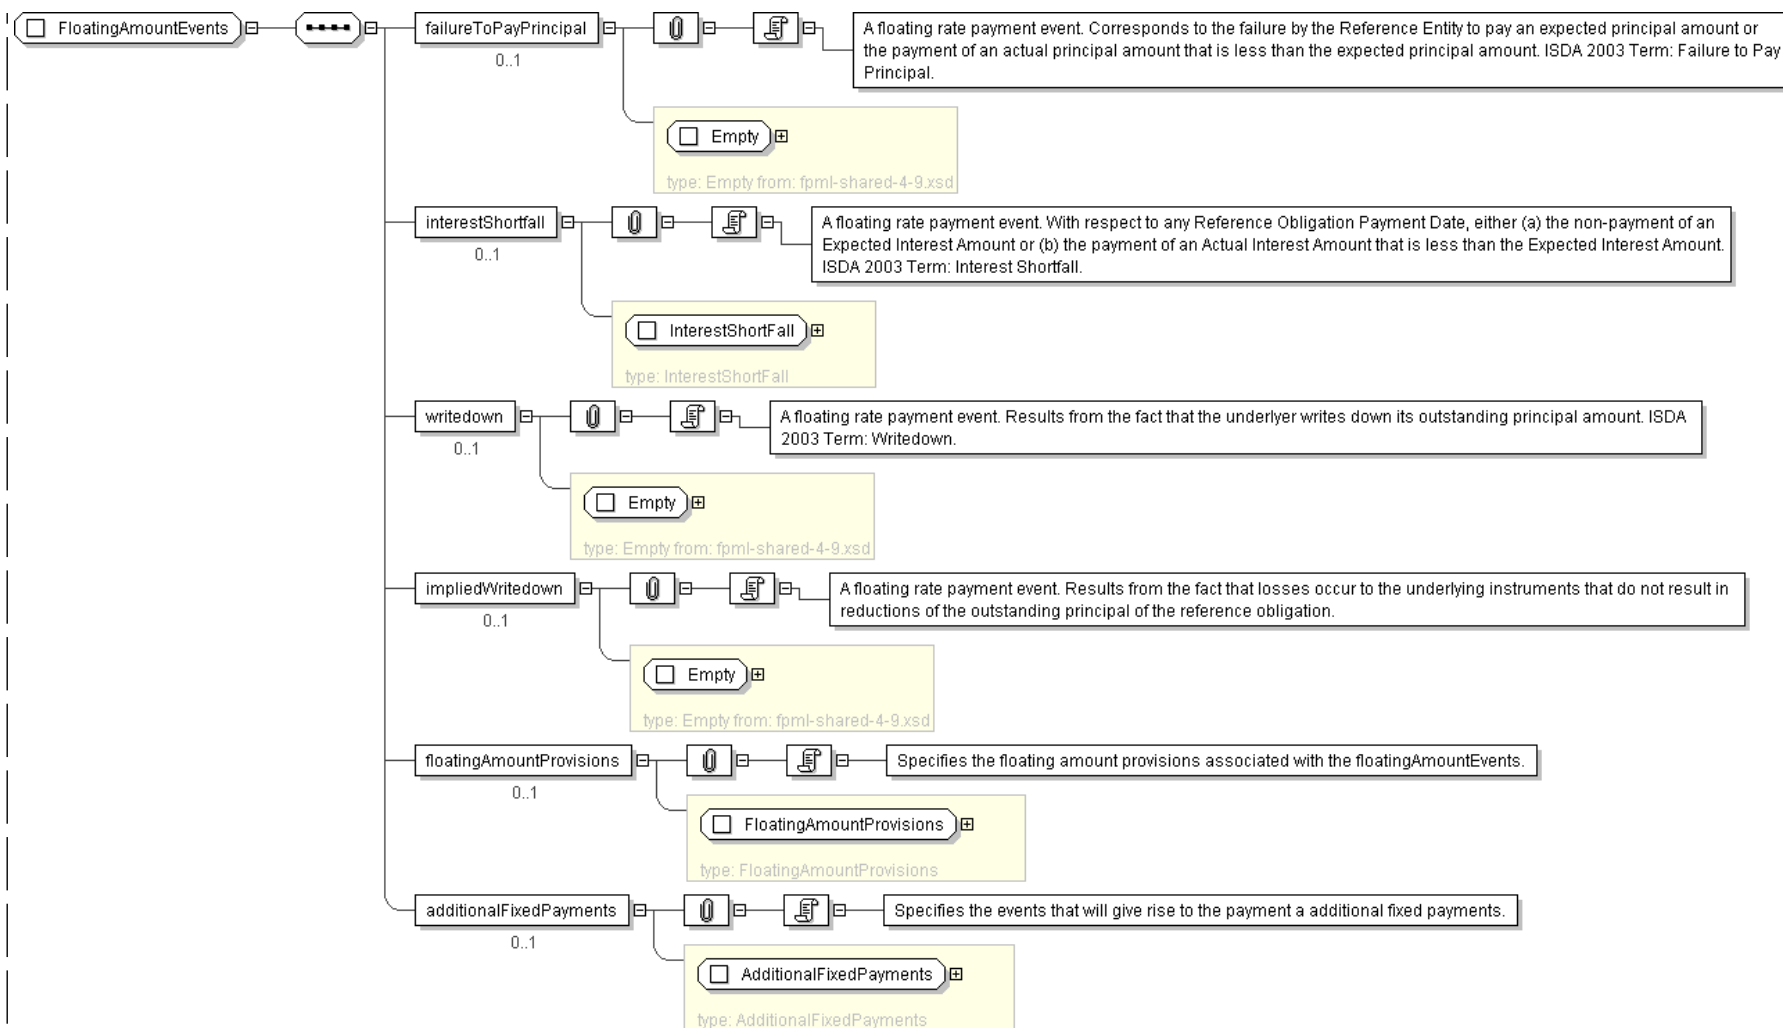 FloatingAmountEvents
failureToPayPrincipal
0..1
A floating rate payment event. Corresponds to the failure by the Reference Entity to pay an expected principal amount or
the payment of an actual principal amount that is less than the expected principal amount. ISDA 2003 Term: Failure to Pay
Principal.
Empty
type: Empty from: fpml-shared-4-9.xsd
interestShortfall
0..1
A floating rate payment event. With respect to any Reference Obligation Payment Date, either (a) the non-payment of an
Expected Interest Amount or (b) the payment of an Actual Interest Amount that is less than the Expected Interest Amount.
ISDA 2003 Term: Interest Shortfall.
InterestShortFall
type: InterestShortFall
writedown
0..1
A floating rate payment event. Results from the fact that the underlyer writes down its outstanding principal amount. ISDA
2003 Term: Writedown.
Empty
type: Empty from: fpml-shared-4-9.xsd
impliedWritedown
0..1
A floating rate payment event. Results from the fact that losses occur to the underlying instruments that do not result in
reductions of the outstanding principal of the reference obligation.
Empty
type: Empty from: fpml-shared-4-9.xsd
floatingAmountProvisions
0..1
Specifies the floating amount provisions associated with the floatingAmountEvents.
FloatingAmountProvisions
type: FloatingAmountProvisions
additionalFixedPayments
0..1
Specifies the events that will give rise to the payment a additional fixed payments.
AdditionalFixedPayments
type: AdditionalFixedPayments